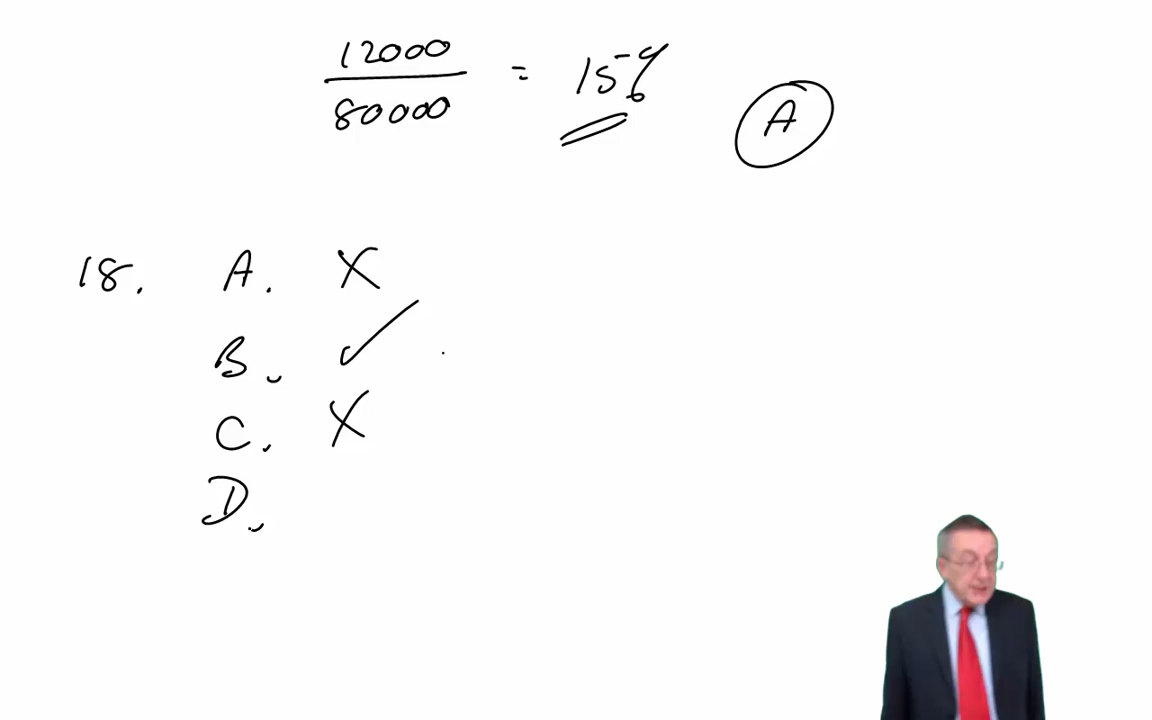 12000
80000
= 15%
A
18. A. X
B. ✓
C. X
D.